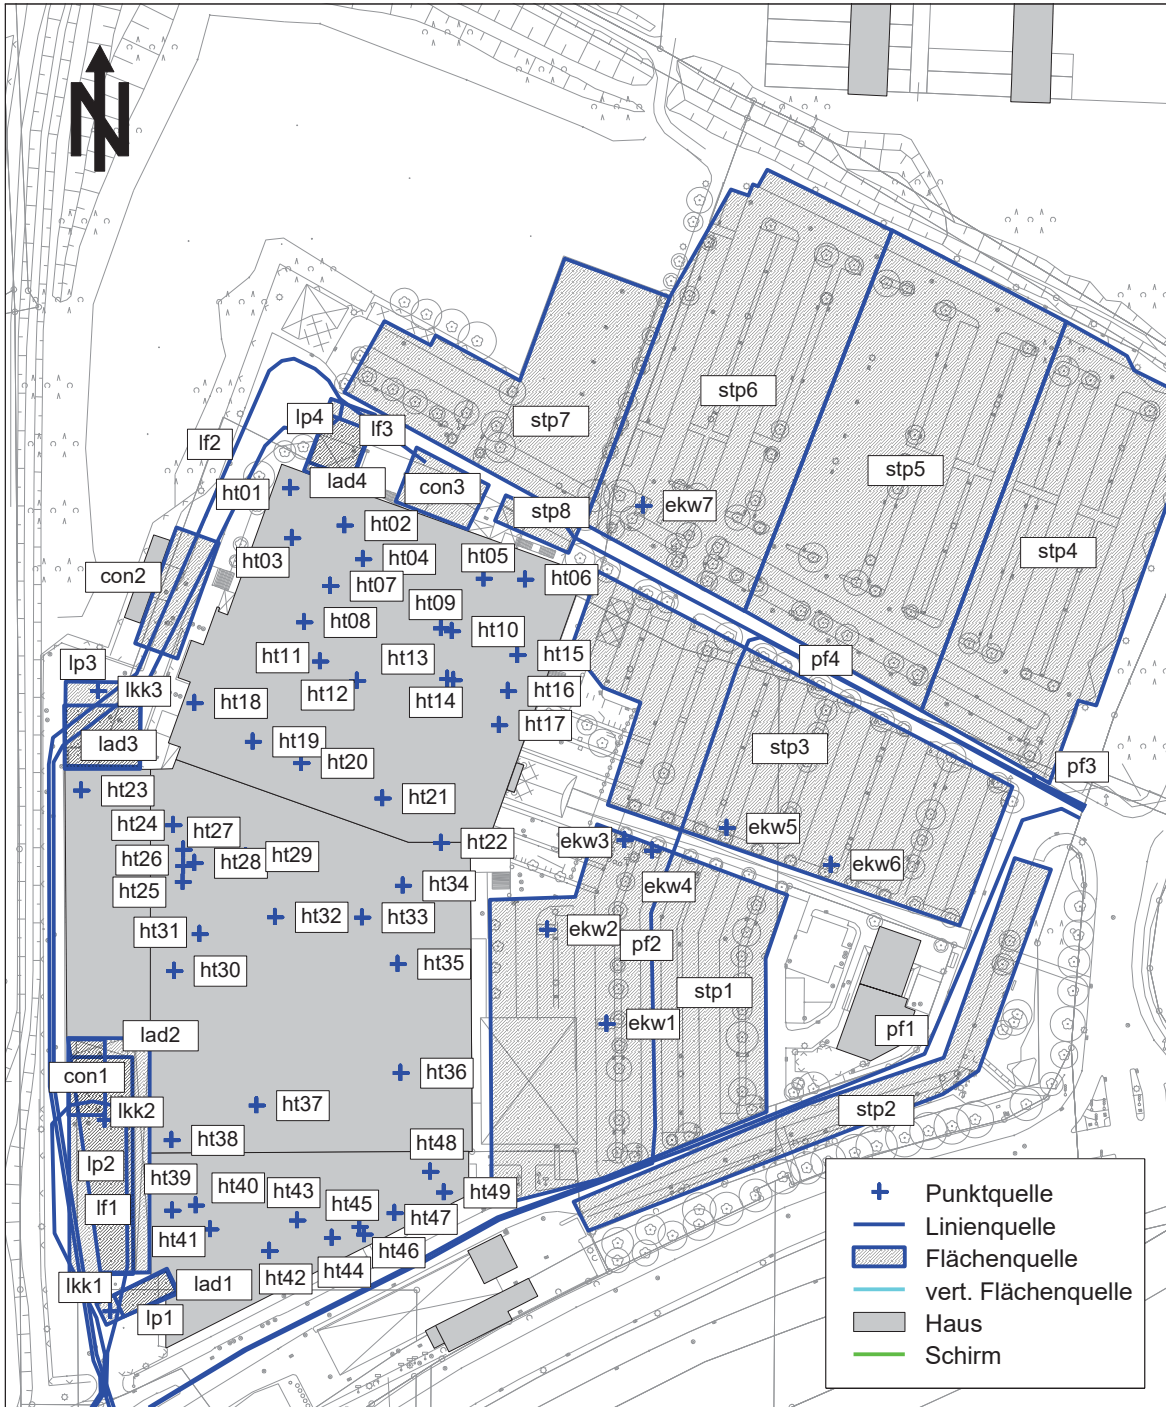 N
stp6
lp4
lf3
stp7
lf2
stp5
ht01
lad4
con3
stp8
ekw7
ht02
stp4
ht03
ht04
ht05
con2
ht07
ht06
ht09
ht08
ht10
ht11
ht13
ht15
pf4
lp3
lkk3
ht18
ht12
ht14
ht16
ht17
lad3
ht19
stp3
ht20
pf3
ht23
ht21
ht24
ht27
ekw5
ht26
ht28
ht29
ht22
ekw3
ekw6
ht25
ht34
ekw4
ht31
ht32
ht33
ekw2
pf2
ht30
ht35
stp1
lad2
ekw1
pf1
con1
ht36
lkk2
ht37
stp2
ht38
ht48
lp2
ht39
ht40
ht43
ht49
lf1
ht45
ht47
ht41
ht46
ht42
ht44
lkk1
lad1
lp1
Punktquelle
Linienquelle
Flächenquelle
vert. Flächenquelle
Haus
Schirm